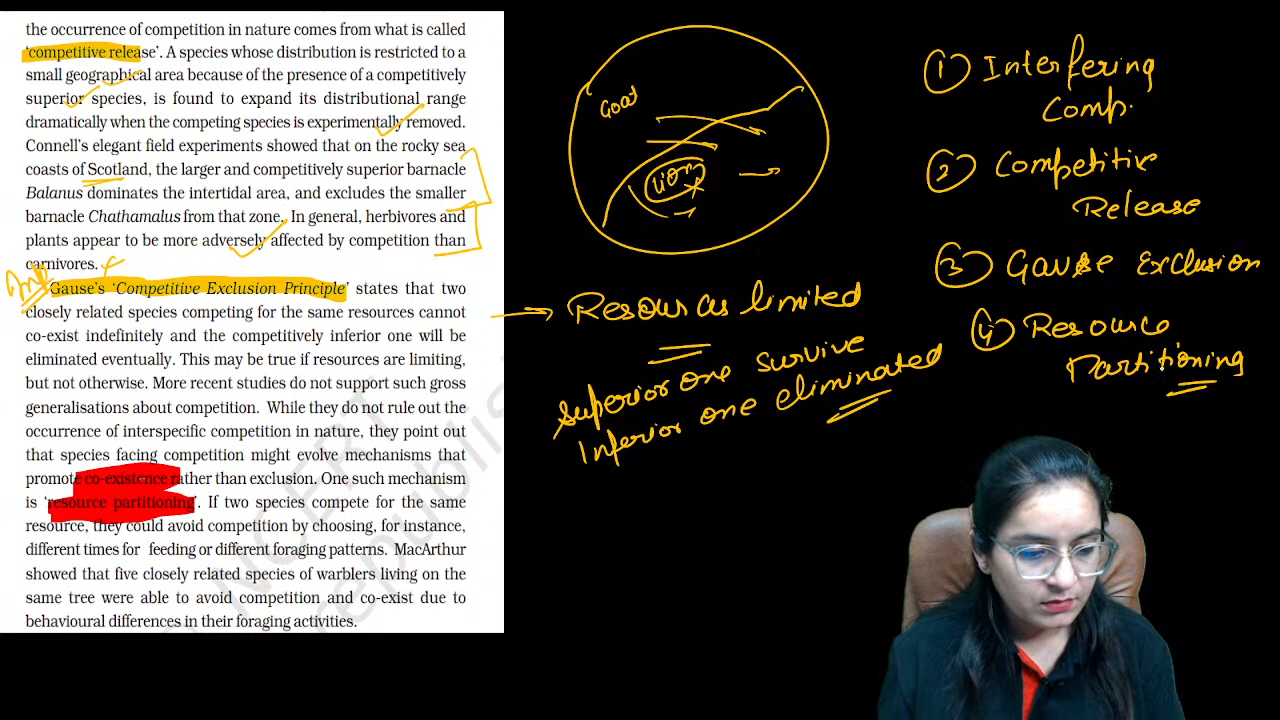 the occurrence of competition in nature comes from what is called
‘competitive release’. A species whose distribution is restricted to a
small geographical area because of the presence of a competitively
superior species, is found to expand its distributional range
dramatically when the competing species is experimentally removed.
Connell’s elegant field experiments showed that on the rocky sea
coasts of Scotland, the larger and competitively superior barnacle
Balanus dominates the intertidal area, and excludes the smaller
barnacle Chathamalus from that zone. In general, herbivores and
plants appear to be more adversely affected by competition than
carnivores.
Imp
Gause’s ‘Competitive Exclusion Principle’ states that two
closely related species competing for the same resources cannot
co-exist indefinitely and the competitively inferior one will be
eliminated eventually. This may be true if resources are limiting,
but not otherwise. More recent studies do not support such gross
generalisations about competition. While they do not rule out the
occurrence of interspecific competition in nature, they point out
that species facing competition might evolve mechanisms that
promote co-existence rather than exclusion. One such mechanism
is ‘resource partitioning’. If two species compete for the same
resource, they could avoid competition by choosing, for instance,
different times for feeding or different foraging patterns. MacArthur
showed that five closely related species of warblers living on the
same tree were able to avoid competition and co-exist due to
behavioural differences in their foraging activities.
Goat
Lion
Resources limited
Superior one survive
Inferior one eliminated
① Interfering
Comp.
② Competitive
Release
③ Gause Exclusion
④ Resource
Partitioning
NCERT
republis